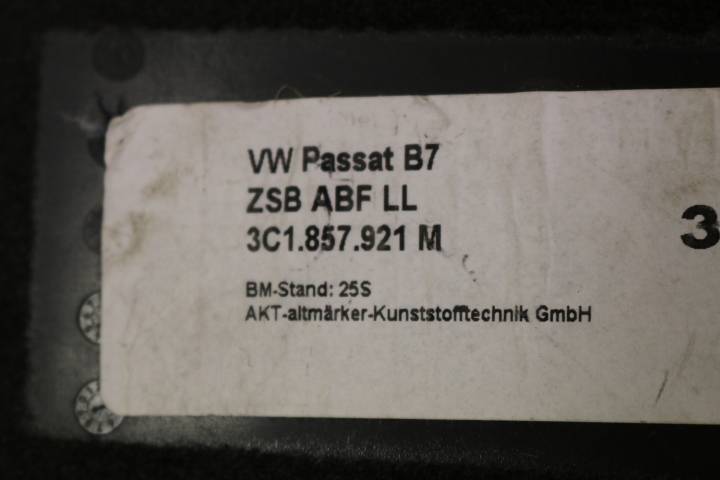 VW Passat B7
ZSB ABF LL
3C1.857.921 M
3
BM-Stand: 25S
AKT-altmärker-Kunststofftechnik GmbH